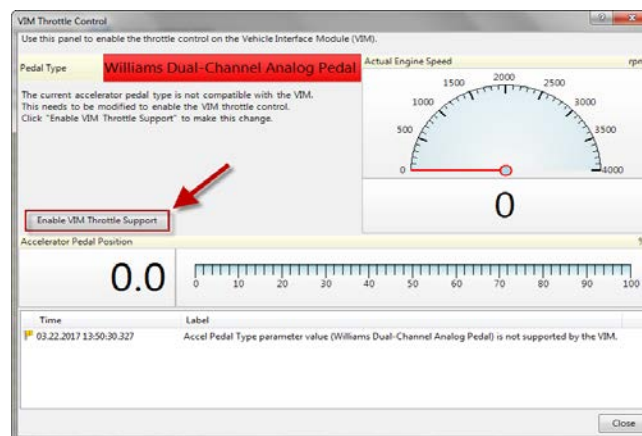 VIM Throttle Control
Use this panel to enable the throttle control on the Vehicle Interface Module (VIM).
Pedal Type
Williams Dual-Channel Analog Pedal
The current accelerator pedal type is not compatible with the VIM.
This needs to be modified to enable the VIM throttle control.
Click "Enable VIM Throttle Support" to make this change.
Enable VIM Throttle Support
Actual Engine Speed
rpm
0
500
1000
1500
2000
2500
3000
3500
4000
0
Accelerator Pedal Position
0.0
0 10 20 30 40 50 60 70 80 90 100
Time Label
03.22.2017 13:50:30.327 Accel Pedal Type parameter value (Williams Dual-Channel Analog Pedal) is not supported by the VIM.
Close